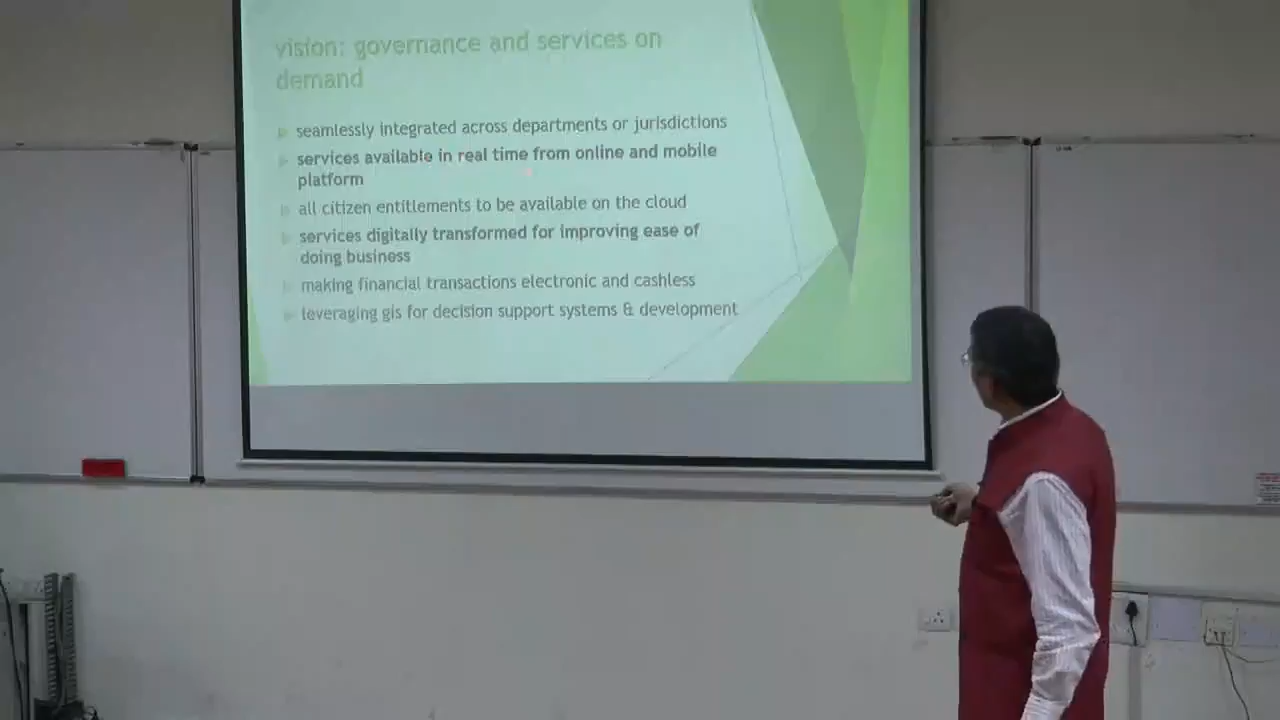 vision: governance and services on
demand
seamlessly integrated across departments or jurisdictions
services available in real time from online and mobile
platform
all citizen entitlements to be available on the cloud
services digitally transformed for improving ease of
doing business
making financial transactions electronic and cashless
leveraging gis for decision support systems & development